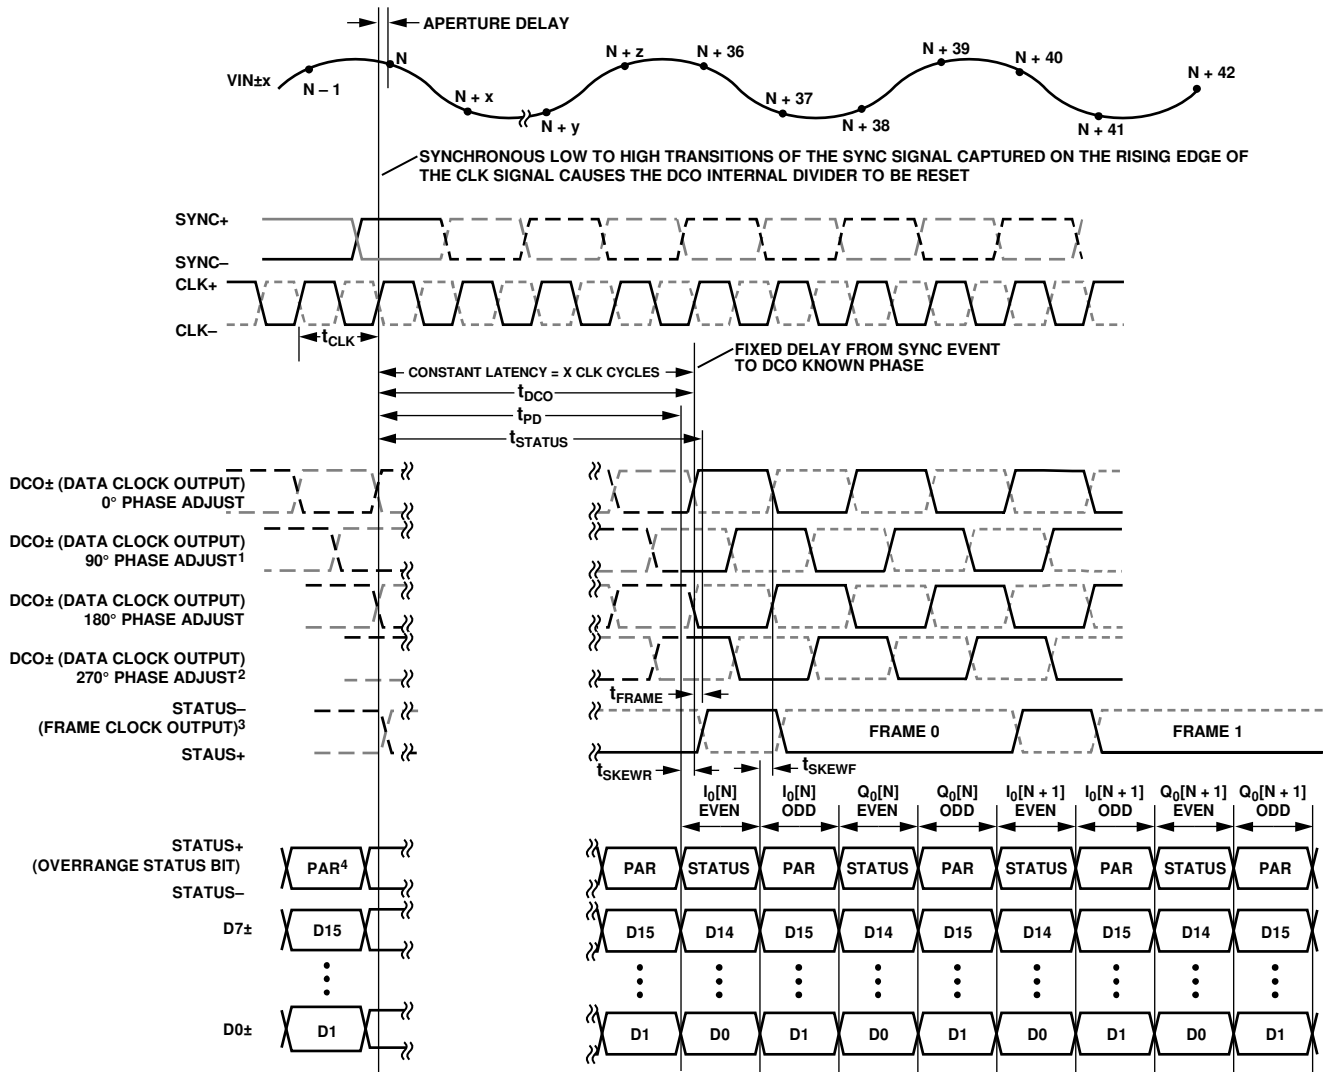 APERTURE DELAY
VIN±x
N – 1
N
N + x
N + y
N + z
N + 36
N + 37
N + 38
N + 39
N + 40
N + 41
N + 42
SYNCHRONOUS LOW TO HIGH TRANSITIONS OF THE SYNC SIGNAL CAPTURED ON THE RISING EDGE OF
THE CLK SIGNAL CAUSES THE DCO INTERNAL DIVIDER TO BE RESET
SYNC+
SYNC–
CLK+
CLK–
tCLK
FIXED DELAY FROM SYNC EVENT
TO DCO KNOWN PHASE
CONSTANT LATENCY = X CLK CYCLES
tDCO
tPD
tSTATUS
DCO± (DATA CLOCK OUTPUT)
0° PHASE ADJUST
DCO± (DATA CLOCK OUTPUT)
90° PHASE ADJUST1
DCO± (DATA CLOCK OUTPUT)
180° PHASE ADJUST
DCO± (DATA CLOCK OUTPUT)
270° PHASE ADJUST2
tFRAME
STATUS–
(FRAME CLOCK OUTPUT)3
STAUS+
FRAME 0
FRAME 1
tSKEWR
tSKEWF
I0[N]
EVEN
I0[N]
ODD
Q0[N]
EVEN
Q0[N]
ODD
I0[N + 1]
EVEN
I0[N + 1]
ODD
Q0[N + 1]
EVEN
Q0[N + 1]
ODD
STATUS+
(OVERRANGE STATUS BIT)
STATUS–
PAR4
PAR
STATUS
PAR
STATUS
PAR
STATUS
PAR
STATUS
PAR
D7±
D15
D15
D14
D15
D14
D15
D14
D15
D14
D15
D0±
D1
D1
D0
D1
D0
D1
D0
D1
D0
D1